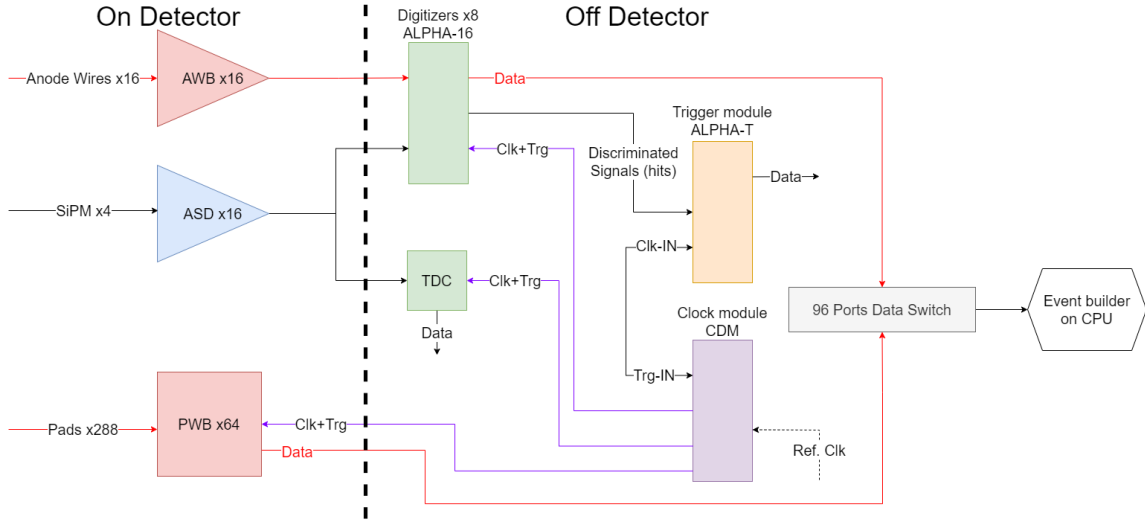 On Detector
Off Detector
Digitizers x8
ALPHA-16
Anode Wires x16
AWB x16
Data
Trigger module
ALPHA-T
Clk+Trg
Discriminated
Signals (hits)
Data
SiPM x4
ASD x16
Clk-IN
TDC
Clk+Trg
Data
Clock module
CDM
96 Ports Data Switch
Event builder
on CPU
Trg-IN
Pads x288
PWB x64
Clk+Trg
Data
Ref. Clk